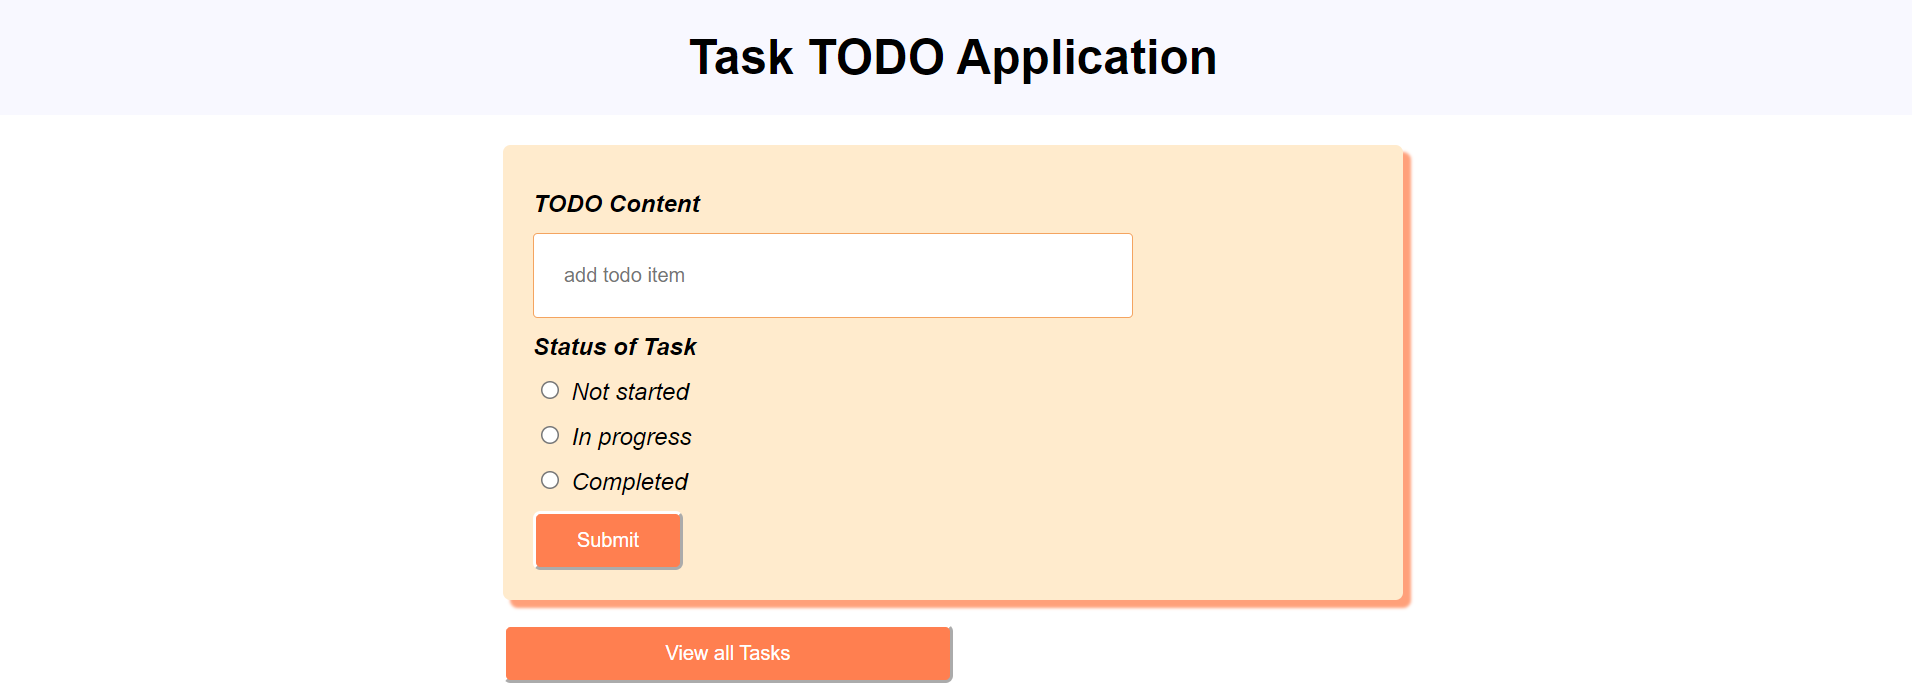 Task TODO Application
TODO Content
add todo item
Status of Task
Not started
In progress
Completed
Submit
View all Tasks